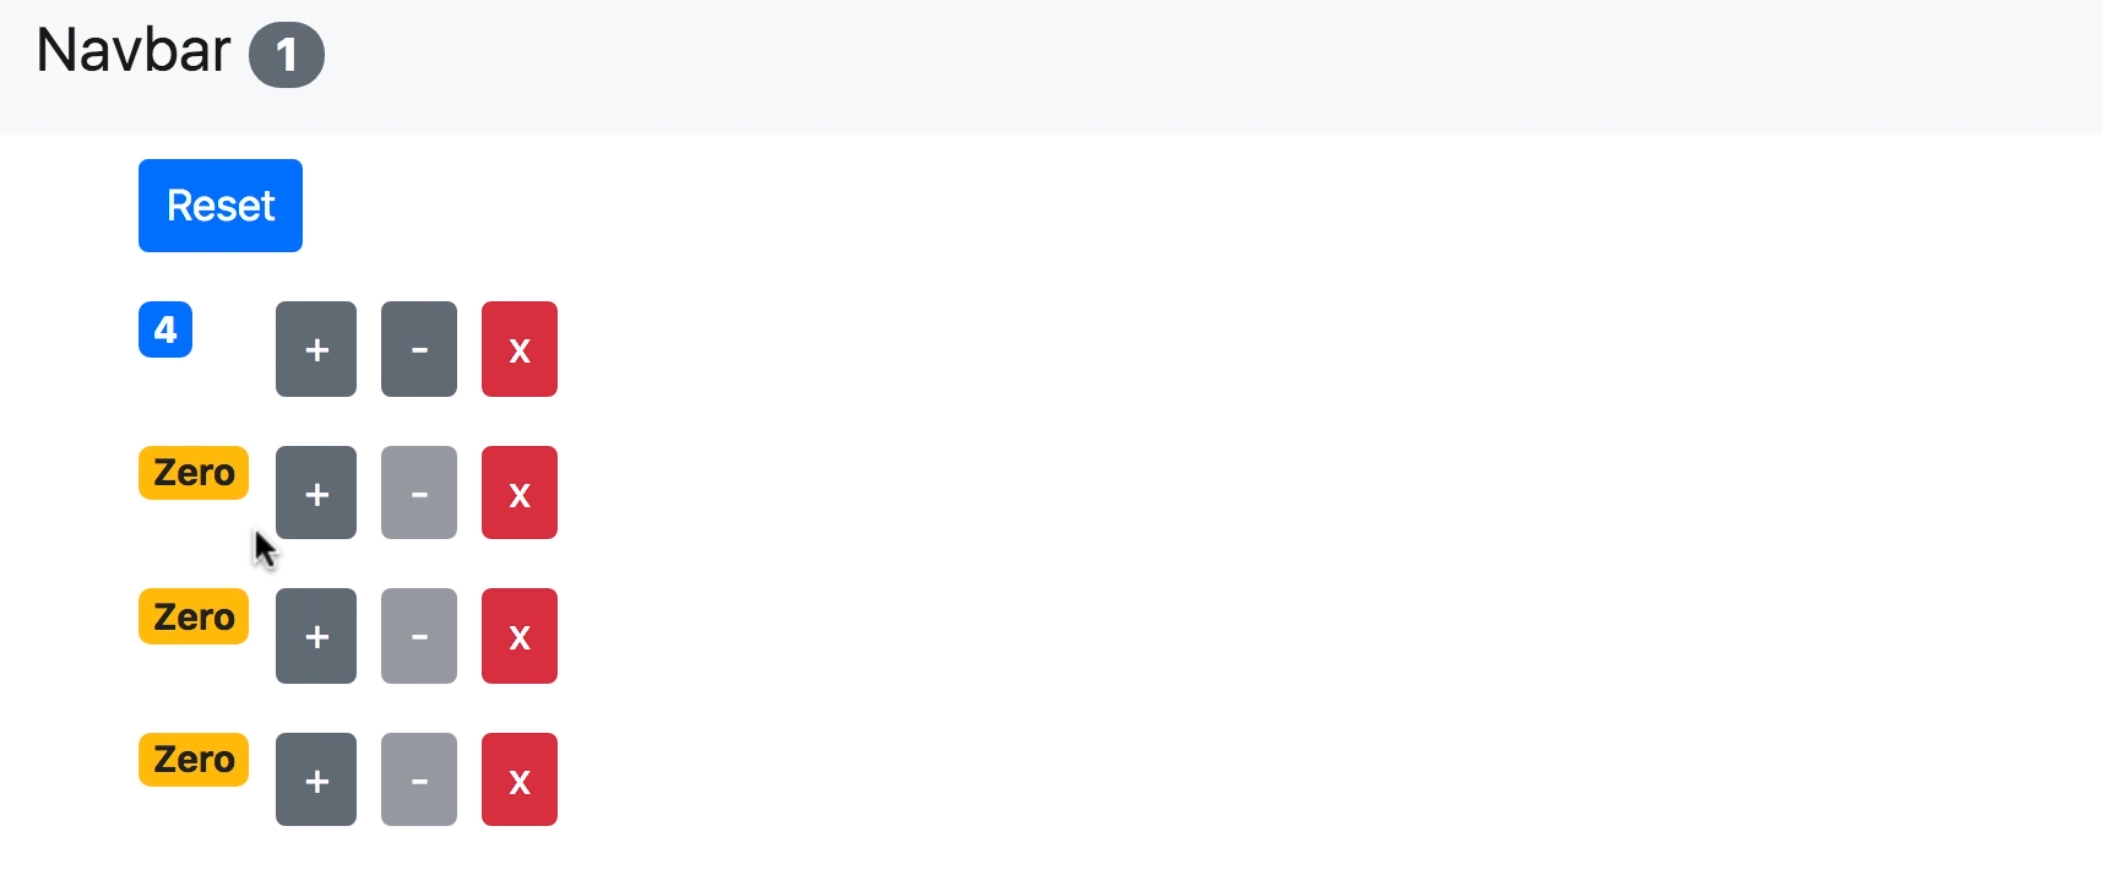 Navbar 1
Reset
4 + - x
Zero + - x
Zero + - x
Zero + - x